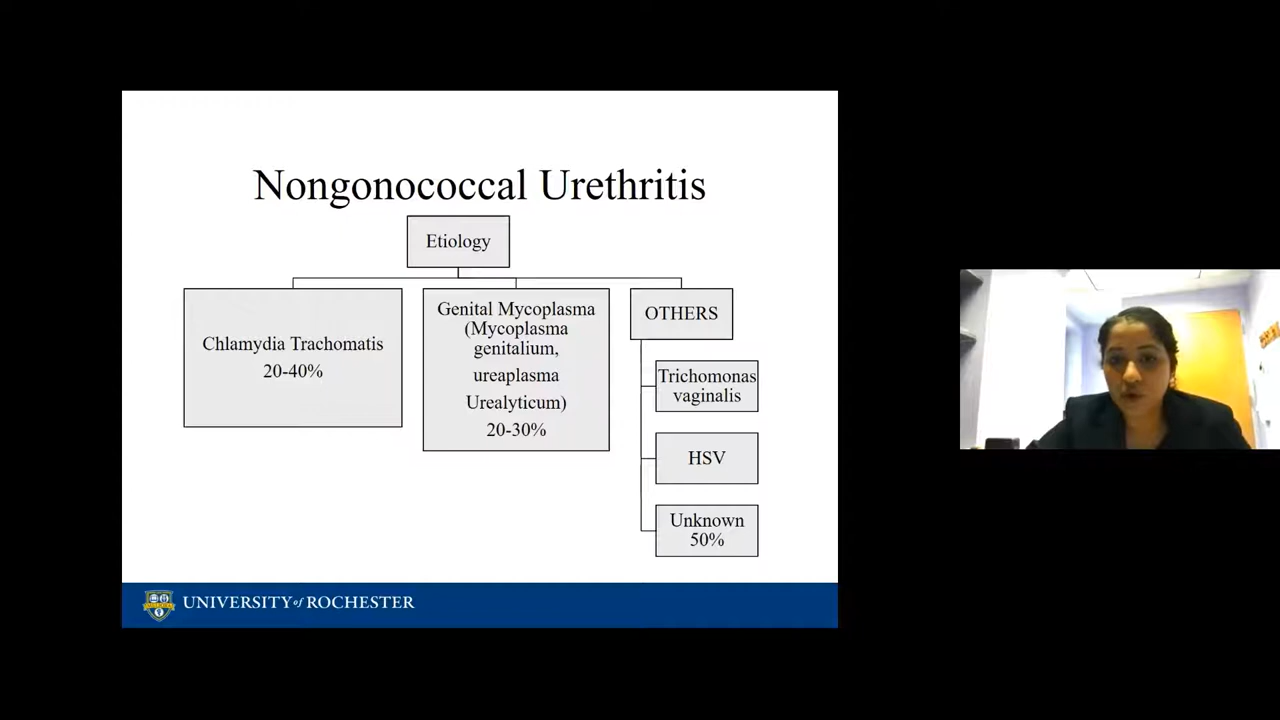 Nongonococcal Urethritis
Etiology
Chlamydia Trachomatis
20-40%
Genital Mycoplasma
(Mycoplasma
genitalium,
ureaplasma
Urealyticum)
20-30%
OTHERS
Trichomonas
vaginalis
HSV
Unknown
50%
UNIVERSITY of ROCHESTER